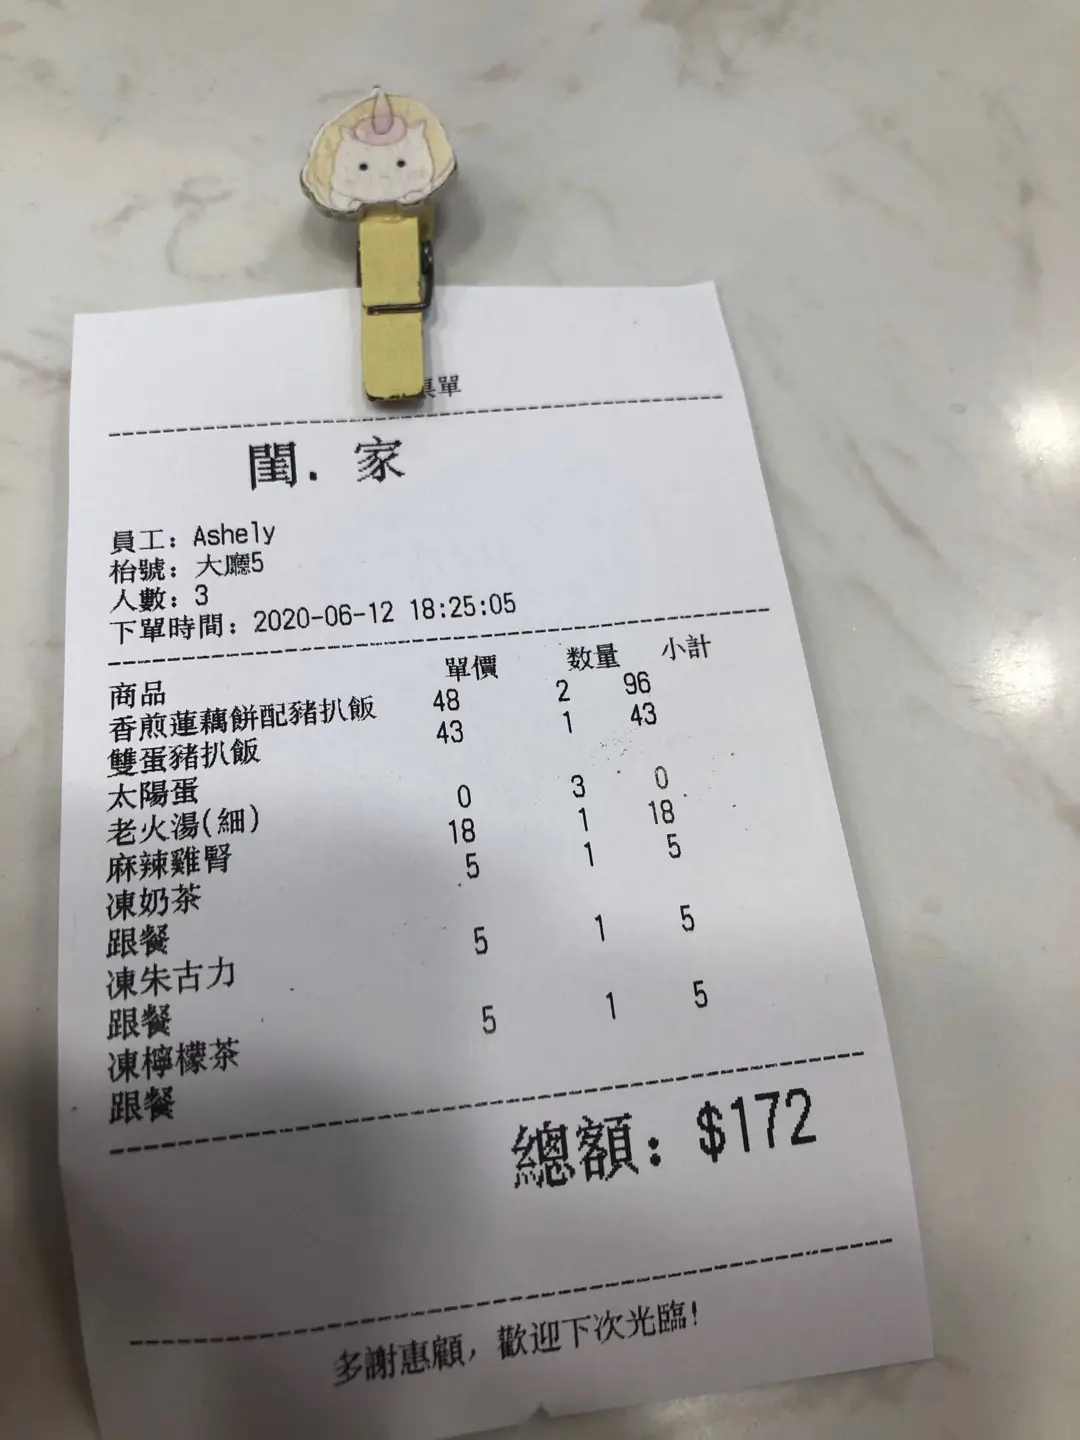 單
閨. 家
員工: Ashely
枱號: 大廳5
人數: 3
下單時間: 2020-06-12 18:25:05
商品 單價 数量 小計
香煎蓮藕餅配豬扒飯 48 2 96
雙蛋豬扒飯 43 1 43
太陽蛋
老火湯(細) 0 3 0
麻辣雞腎 18 1 18
凍奶茶 5 1 5
跟餐
凍朱古力 5 1 5
跟餐
凍檸檬茶 5 1 5
跟餐
總額: $172
多謝惠顧, 歡迎下次光臨!